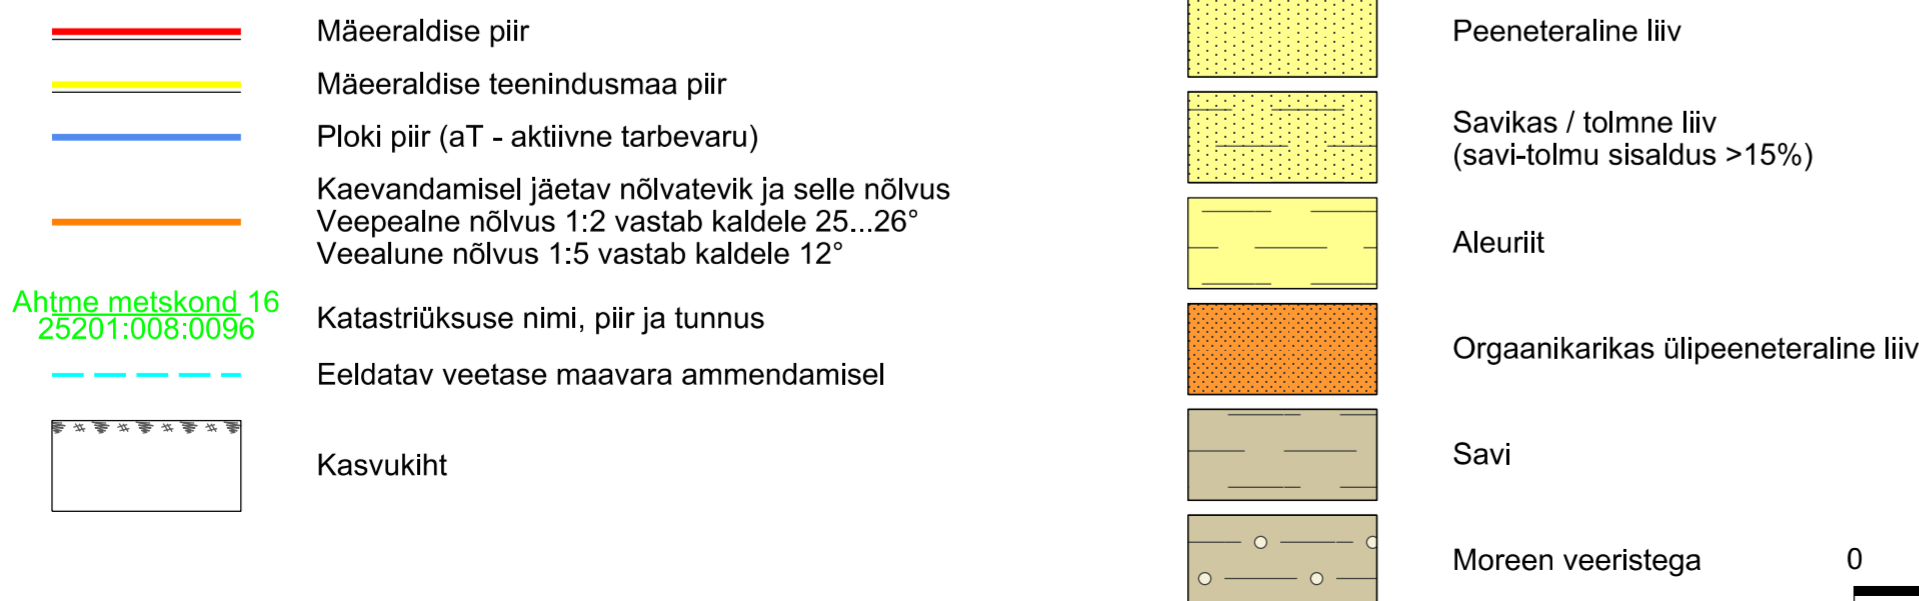 Mäeeraldise piir
Mäeeraldise teenindusmaa piir
Ploki piir (aT - aktiivne tarbevaru)
Kaevandamisel jäetav nõlvatevik ja selle nõlvus
Veepealne nõlvus 1:2 vastab kaldele 25...26°
Veealune nõlvus 1:5 vastab kaldele 12°
Ahtme metskond 16
25201:008:0096
Katastriüksuse nimi, piir ja tunnus
Eeldatav veetase maavara ammendamisel
Kasvukiht
Peeneteraline liiv
Savikas / tolmne liiv
(savi-tolmu sisaldus >15%)
Aleuriit
Orgaanikarikas ülipeeneteraline liiv
Savi
Moreen veeristega
0